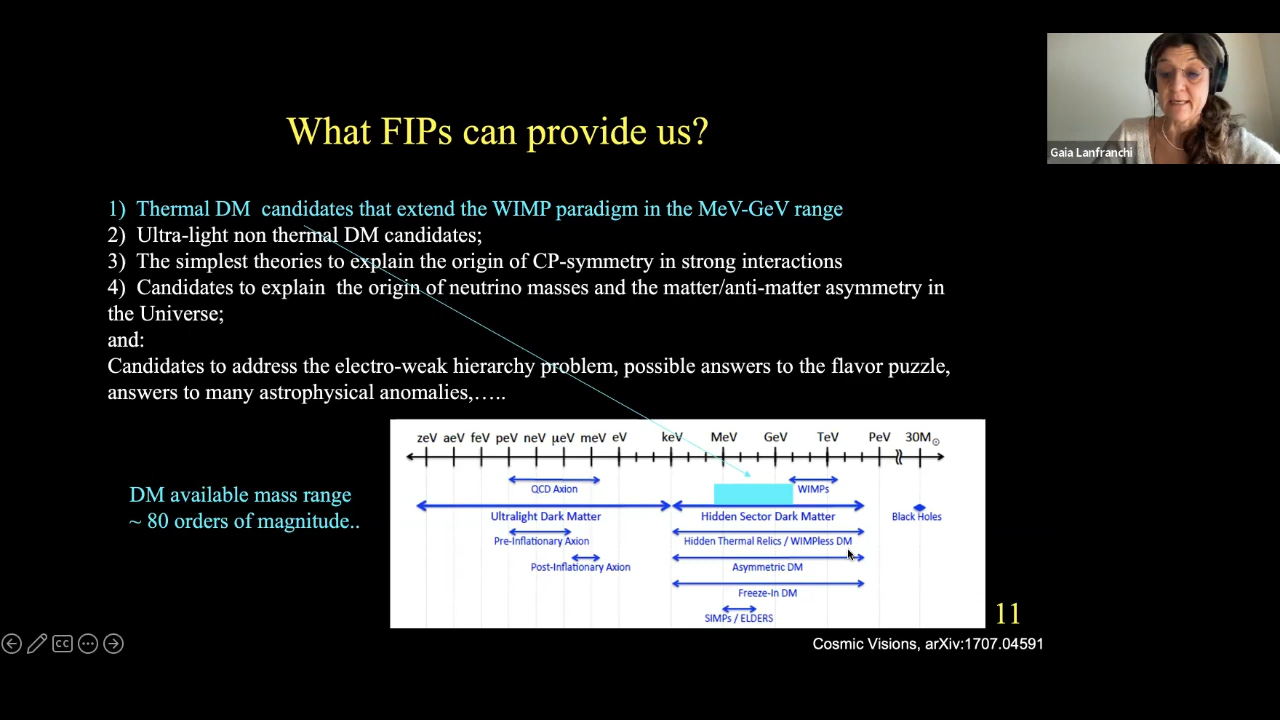 What FIPs can provide us?
Gaia Lanfranchi
1) Thermal DM candidates that extend the WIMP paradigm in the MeV-GeV range
2) Ultra-light non thermal DM candidates;
3) The simplest theories to explain the origin of CP-symmetry in strong interactions
4) Candidates to explain the origin of neutrino masses and the matter/anti-matter asymmetry in
the Universe;
and:
Candidates to address the electro-weak hierarchy problem, possible answers to the flavor puzzle,
answers to many astrophysical anomalies,…..
zeV aeV feV peV neV μeV meV eV keV MeV GeV TeV PeV 30M⊙
QCD Axion WIMPs
DM available mass range
~ 80 orders of magnitude..
Ultralight Dark Matter Hidden Sector Dark Matter Black Holes
Pre-Inflationary Axion Hidden Thermal Relics / WIMPless DM
Post-Inflationary Axion Asymmetric DM
Freeze-In DM
SIMPs / ELDERS
11
CC
Cosmic Visions, arXiv:1707.04591